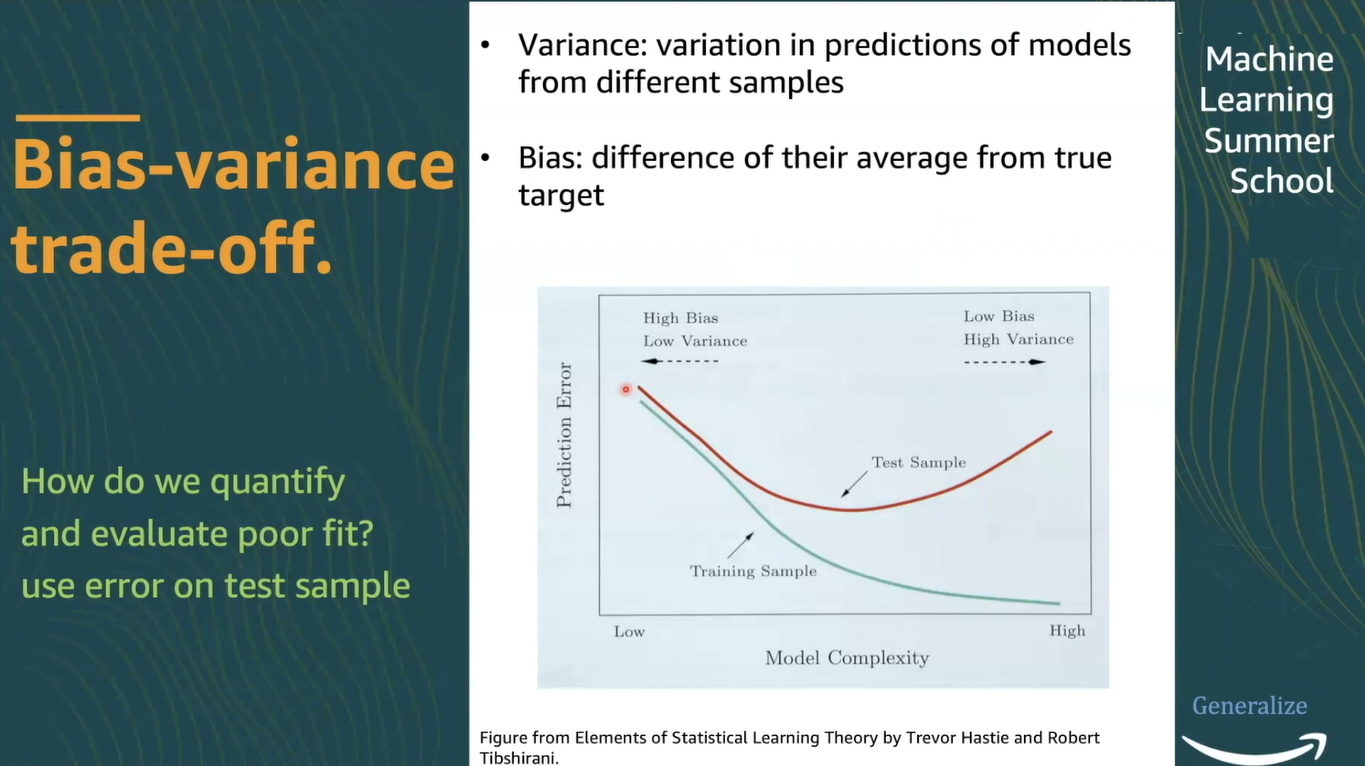 Bias-variance
trade-off.
How do we quantify
and evaluate poor fit?
use error on test sample
• Variance: variation in predictions of models
from different samples
• Bias: difference of their average from true
target
High Bias
Low Variance
Low Bias
High Variance
Prediction Error
Test Sample
Training Sample
Low
High
Model Complexity
Figure from Elements of Statistical Learning Theory by Trevor Hastie and Robert
Tibshirani.
Machine
Learning
Summer
School
Generalize